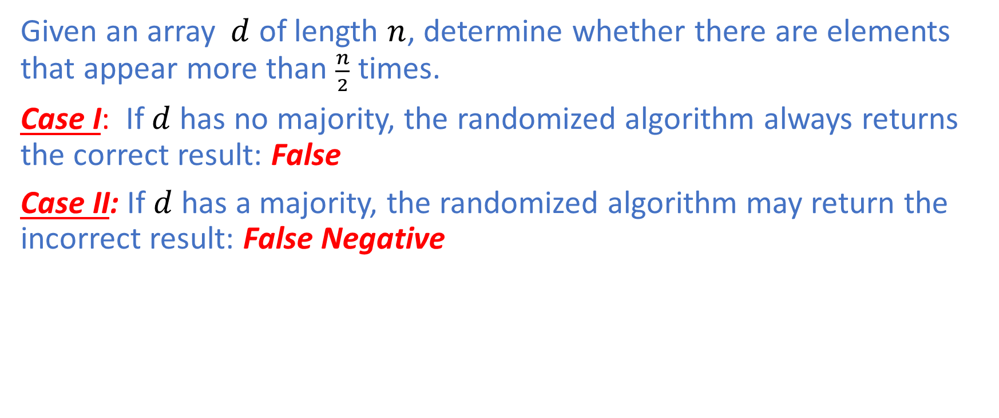 Given an array d of length n, determine whether there are elements
that appear more than n/2 times.
Case I: If d has no majority, the randomized algorithm always returns
the correct result: False
Case II: If d has a majority, the randomized algorithm may return the
incorrect result: False Negative